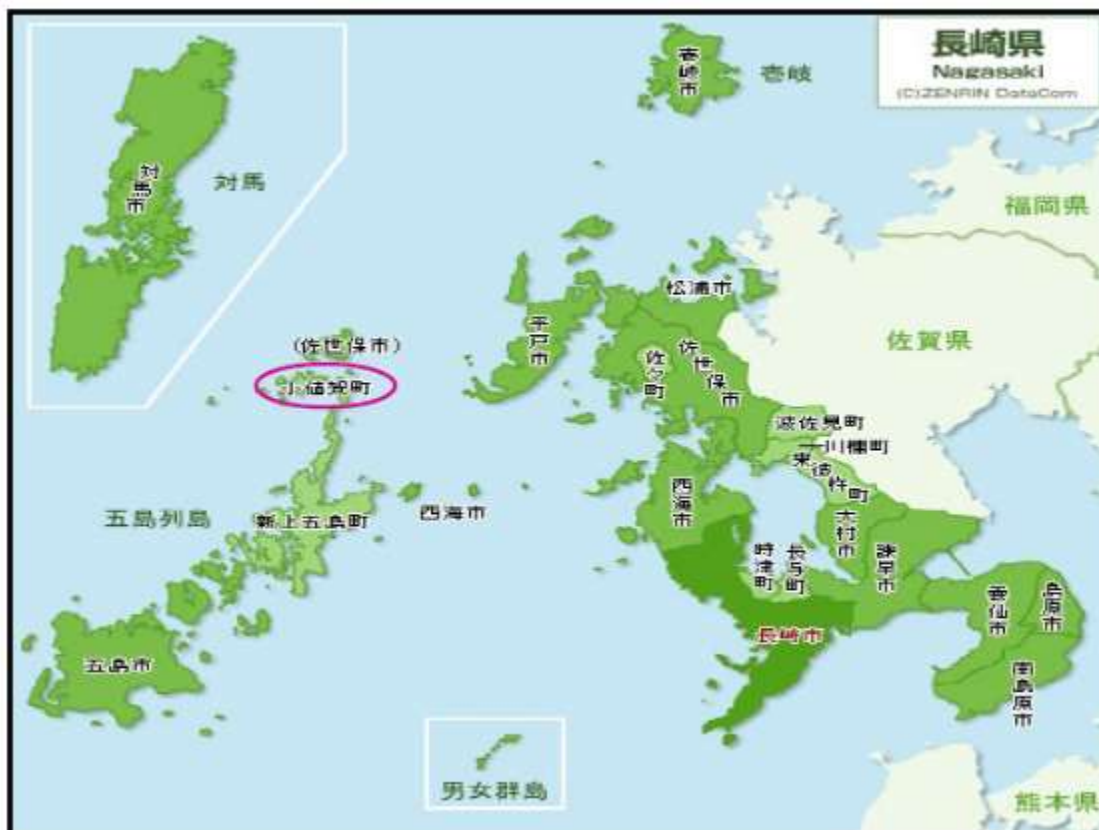 長崎県
Nagasaki
(C)ZENRIN DataCom
壱岐市
壱岐
対馬市
対馬
福岡県
松浦市
平戸市
佐賀県
(佐世保市)
佐世保市
佐々町
小値賀町
波佐見町
川棚町
東彼杵町
西海市
西海市
大村市
五島列島
新上五島町
時津町
長与町
諫早市
雲仙市
島原市
長崎市
五島市
南島原市
男女群島
熊本県